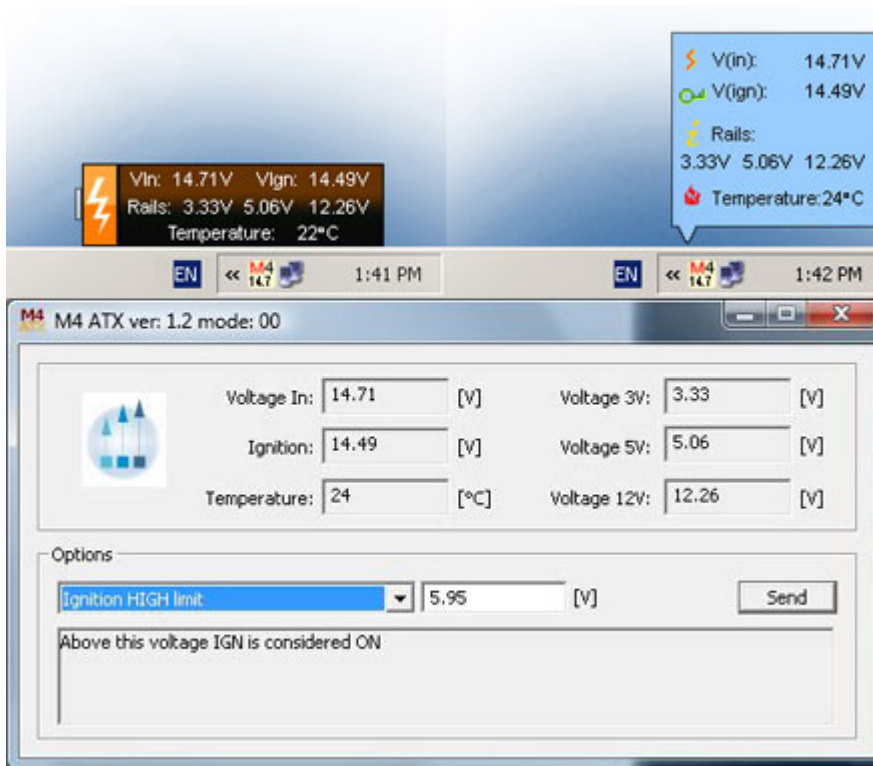 VIn: 14.71V VIgn: 14.49V
Rails: 3.33V 5.06V 12.26V
Temperature: 22°C
EN « M4 14.7 1:41 PM
V(in): 14.71V
V(ign): 14.49V
Rails:
3.33V 5.06V 12.26V
Temperature:24°C
EN « M4 14.7 1:42 PM
M4 ATX M4 ATX ver: 1.2 mode: 00
Voltage In: 14.71 [V] Voltage 3V: 3.33 [V]
Ignition: 14.49 [V] Voltage 5V: 5.06 [V]
Temperature: 24 [°C] Voltage 12V: 12.26 [V]
Options
Ignition HIGH limit 5.95 [V] Send
Above this voltage IGN is considered ON